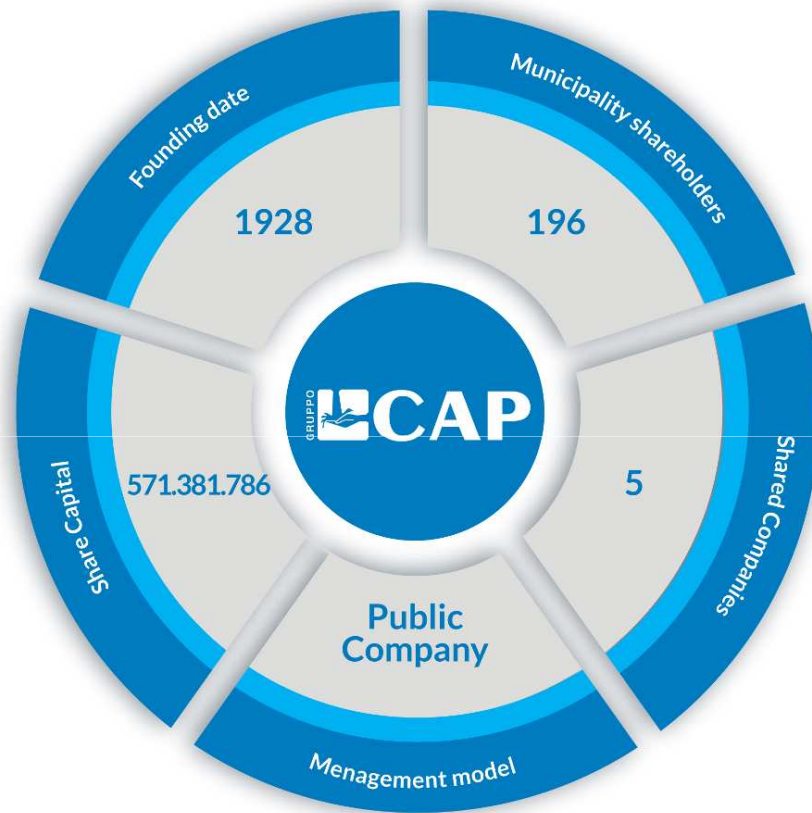 Founding date
1928
Municipality shareholders
196
Shared Companies
5
Menagement model
Public
Company
Share Capital
571.381.786
GRUPPO
CAP